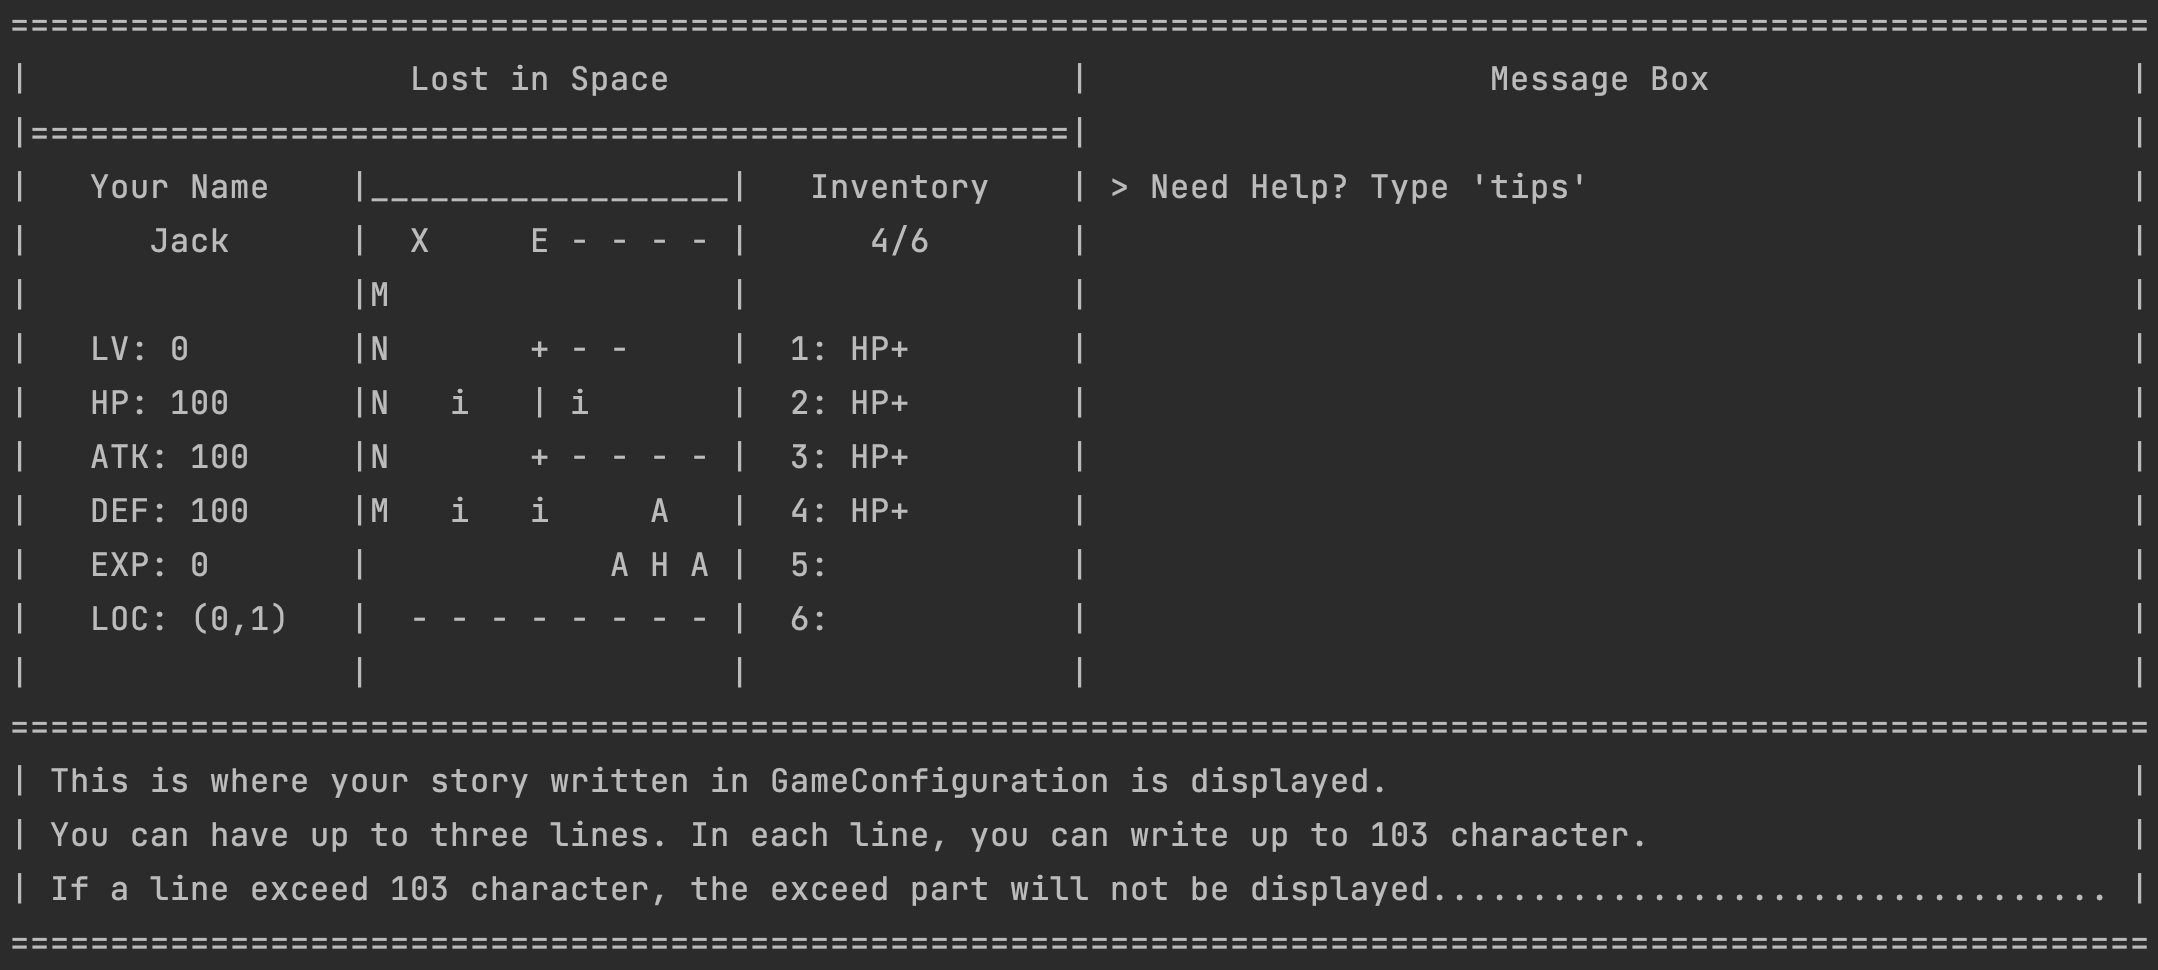 ===========================================================================================================
|                   Lost in Space                    |                    Message Box                     |
|====================================================|                                                    |
|   Your Name    |__________________|   Inventory    | > Need Help? Type 'tips'                           |
|      Jack      |  X     E - - - - |      4/6       |                                                    |
|                |M                 |                |                                                    |
|   LV: 0        |N       + - -     |  1: HP+        |                                                    |
|   HP: 100      |N   i   | i       |  2: HP+        |                                                    |
|   ATK: 100     |N       + - - - - |  3: HP+        |                                                    |
|   DEF: 100     |M   i   i     A   |  4: HP+        |                                                    |
|   EXP: 0       |            A H A |  5:            |                                                    |
|   LOC: (0,1)   |  - - - - - - - - |  6:            |                                                    |
|                |                  |                |                                                    |
===========================================================================================================
| This is where your story written in GameConfiguration is displayed.                                     |
| You can have up to three lines. In each line, you can write up to 103 character.                        |
| If a line exceed 103 character, the exceed part will not be displayed.................................. |
===========================================================================================================